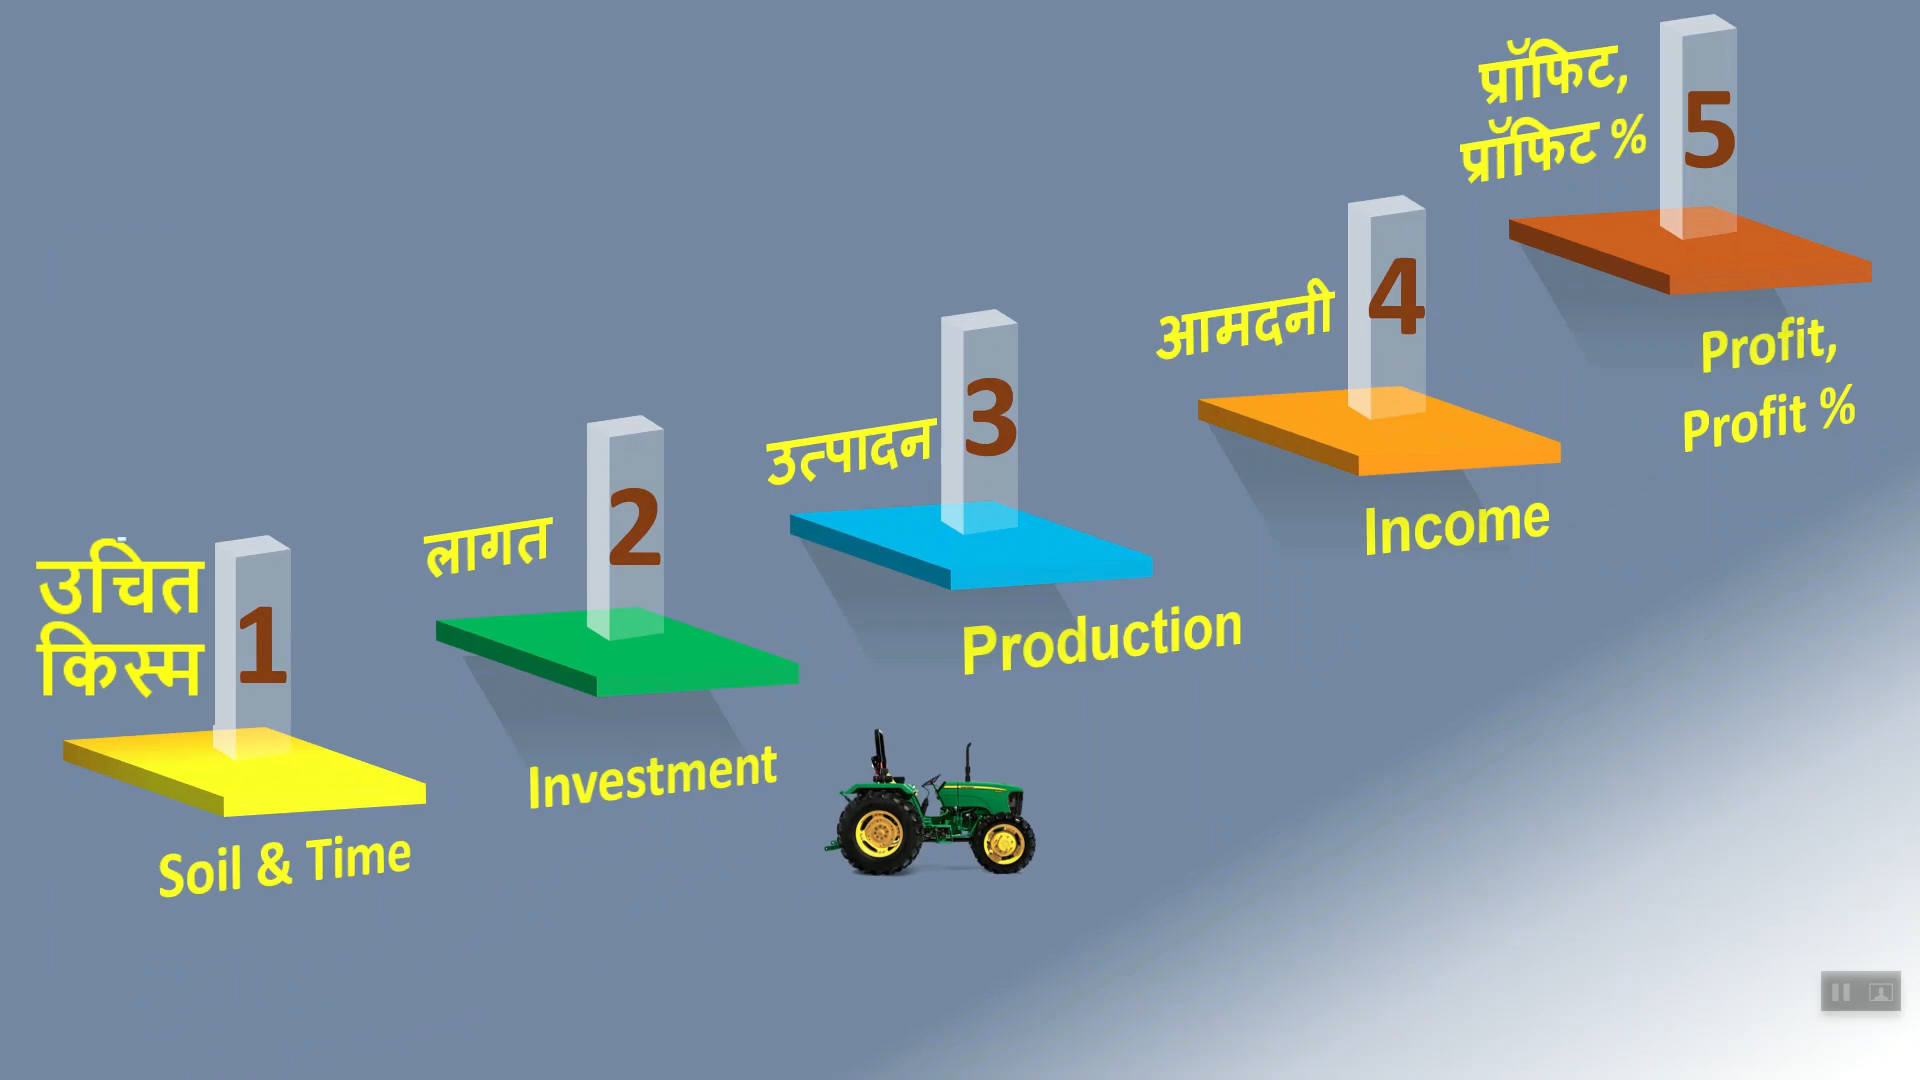 उचित
किस्म
1
Soil & Time
लागत
2
Investment
उत्पादन
3
Production
आमदनी
4
Income
प्रॉफिट,
प्रॉफिट %
5
Profit,
Profit %